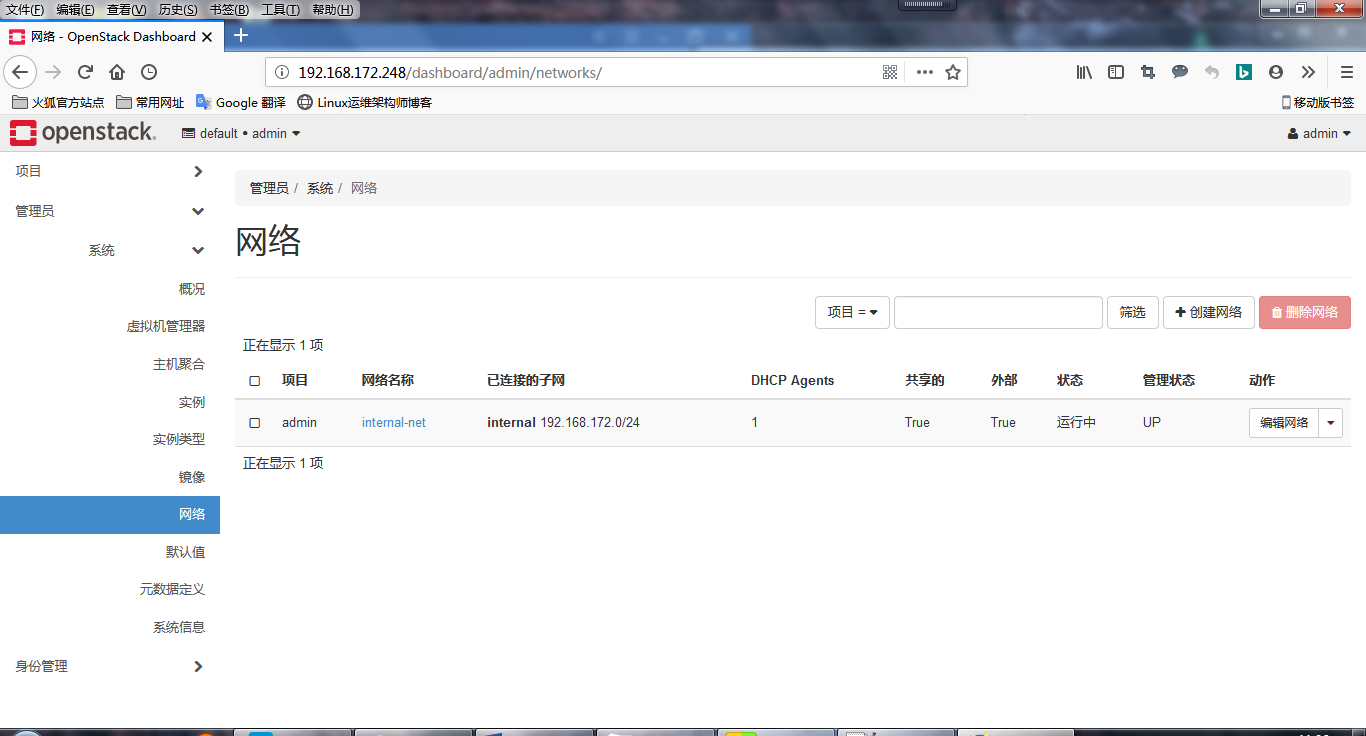 文件(F) 编辑(E) 查看(V) 历史(S) 书签(B) 工具(T) 帮助(H)
网络 - OpenStack Dashboard
192.168.172.248/dashboard/admin/networks/
火狐官方站点 常用网址 Google 翻译 Linux运维架构师博客 移动版书签
openstack. default • admin admin
项目
管理员
系统
概况
虚拟机管理器
主机聚合
实例
实例类型
镜像
网络
默认值
元数据定义
系统信息
身份管理
管理员 / 系统 / 网络
网络
项目 = 筛选 创建网络 删除网络
正在显示 1 项
项目 网络名称 已连接的子网 DHCP Agents 共享的 外部 状态 管理状态 动作
admin internal-net internal 192.168.172.0/24 1 True True 运行中 UP 编辑网络
正在显示 1 项